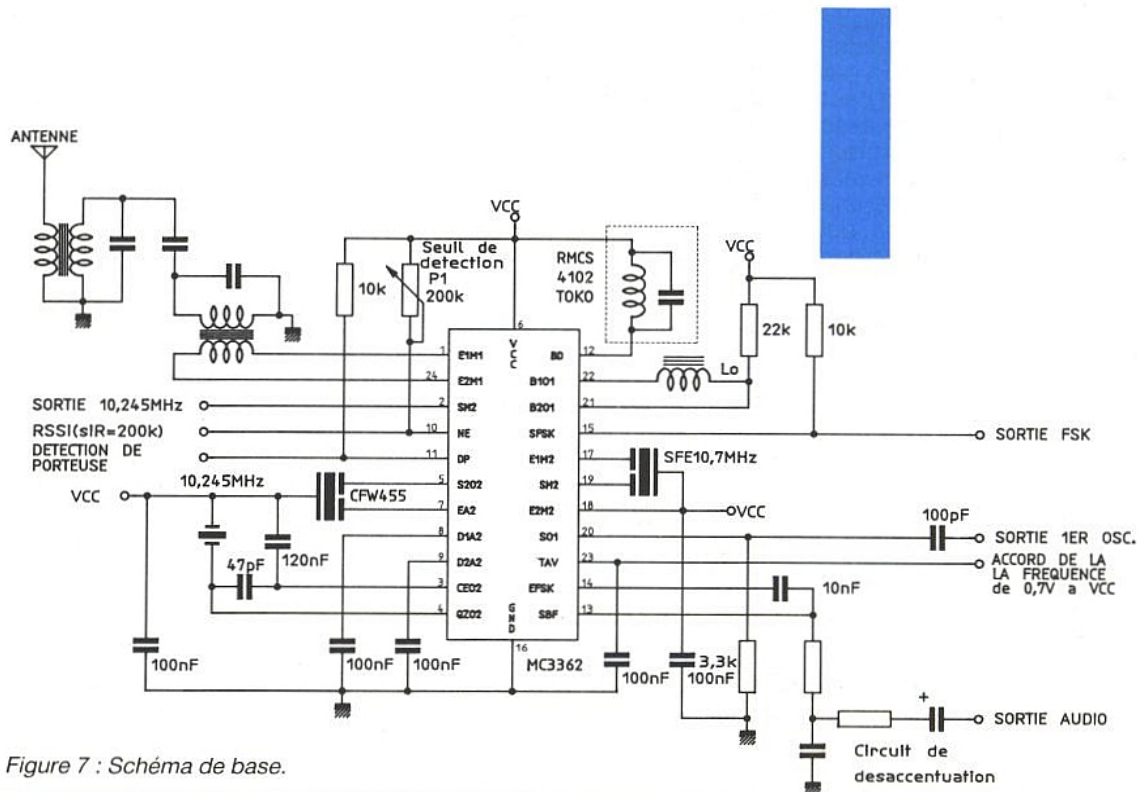 ANTENNE
VCC
Seuil de
detection
P1
200k
10k
RMCS
4102
TOKO
VCC
22k
10k
Lo
1
E1M1
24
E2M1
2
SM2
10
NE
11
DP
5
S2O2
7
EA2
8
D1A2
9
D2A2
3
CEO2
4
QZO2
6
VCC
GND
16
MC3362
12
BD
22
B1O1
21
B2O1
15
SPSK
17
E1M2
19
SM2
18
E2M2
20
SO1
23
TAV
14
EFSK
13
SBF
SORTIE 10,245MHz
RSSI(siR=200k)
DETECTION DE
PORTEUSE
VCC
10,245MHz
CFW455
120nF
47pF
100nF
100nF
100nF
100nF
SFE10,7MHz
VCC
SORTIE FSK
100pF
SORTIE 1ER OSC.
ACCORD DE LA
LA FREQUENCE
de 0,7V a VCC
10nF
3,3k
100nF
+
SORTIE AUDIO
Circuit de
desaccentuation
Figure 7 : Schéma de base.